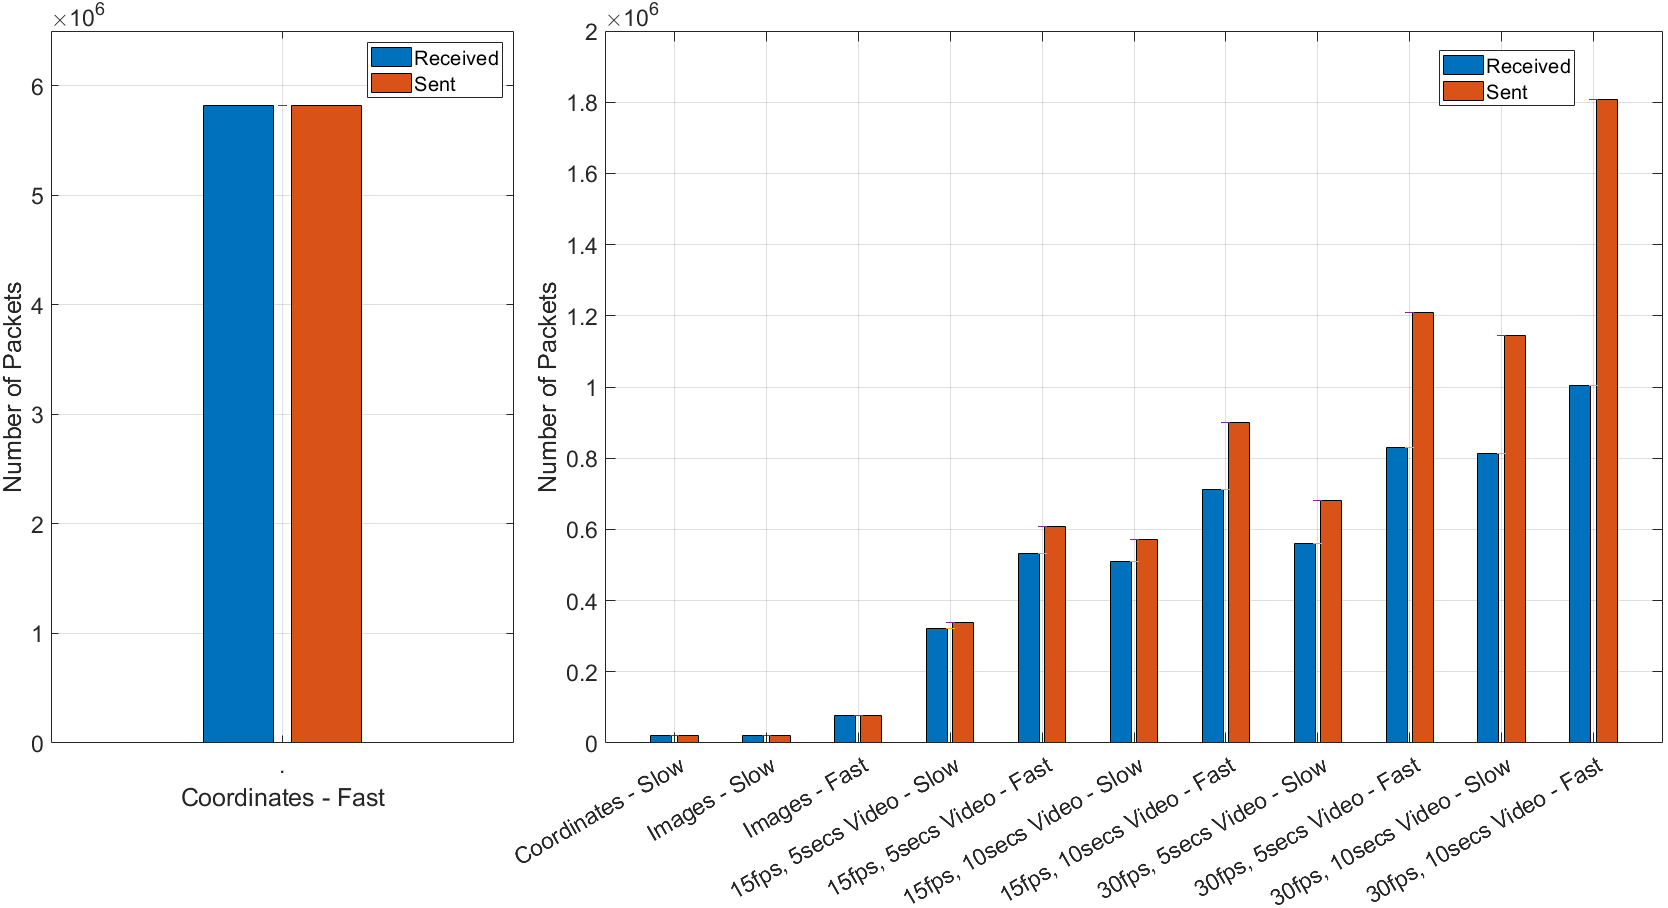 ×10⁶
Received
Sent
6
5
4
3
2
1
0
Number of Packets
.
Coordinates - Fast
×10⁶
Received
Sent
2
1.8
1.6
1.4
1.2
1
0.8
0.6
0.4
0.2
0
Number of Packets
Coordinates - Slow
Images - Slow
Images - Fast
15fps, 5secs Video - Slow
15fps, 5secs Video - Fast
15fps, 10secs Video - Slow
15fps, 10secs Video - Fast
30fps, 5secs Video - Slow
30fps, 5secs Video - Fast
30fps, 10secs Video - Slow
30fps, 10secs Video - Fast